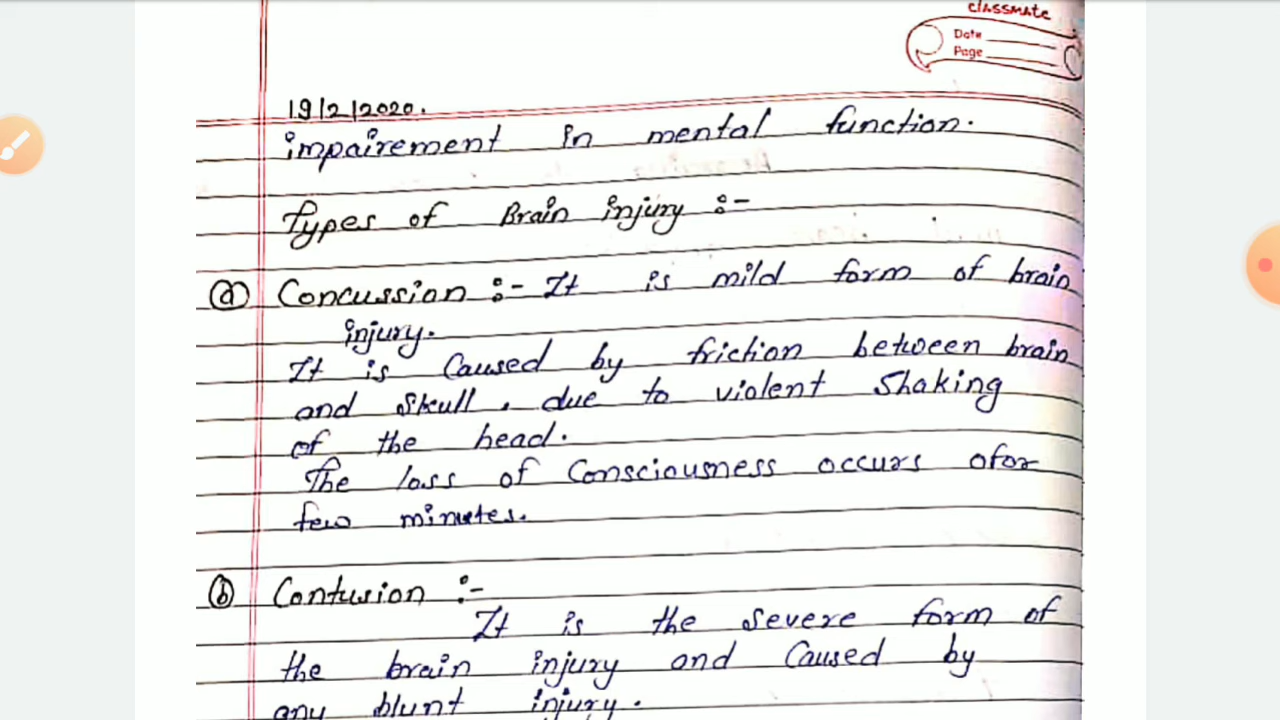 classmate
Date
Page
19/2/2020.
impairement in mental function.
Types of Brain injury :-
(a) Concussion :- It is mild form of brain
injury.
It is Caused by friction between brain
and Skull, due to violent Shaking
of the head.
The loss of Consciousness occurs ofor
few minutes.
(b) Contusion :-
It is the Severe form of
the brain injury and Caused by
any blunt injury.